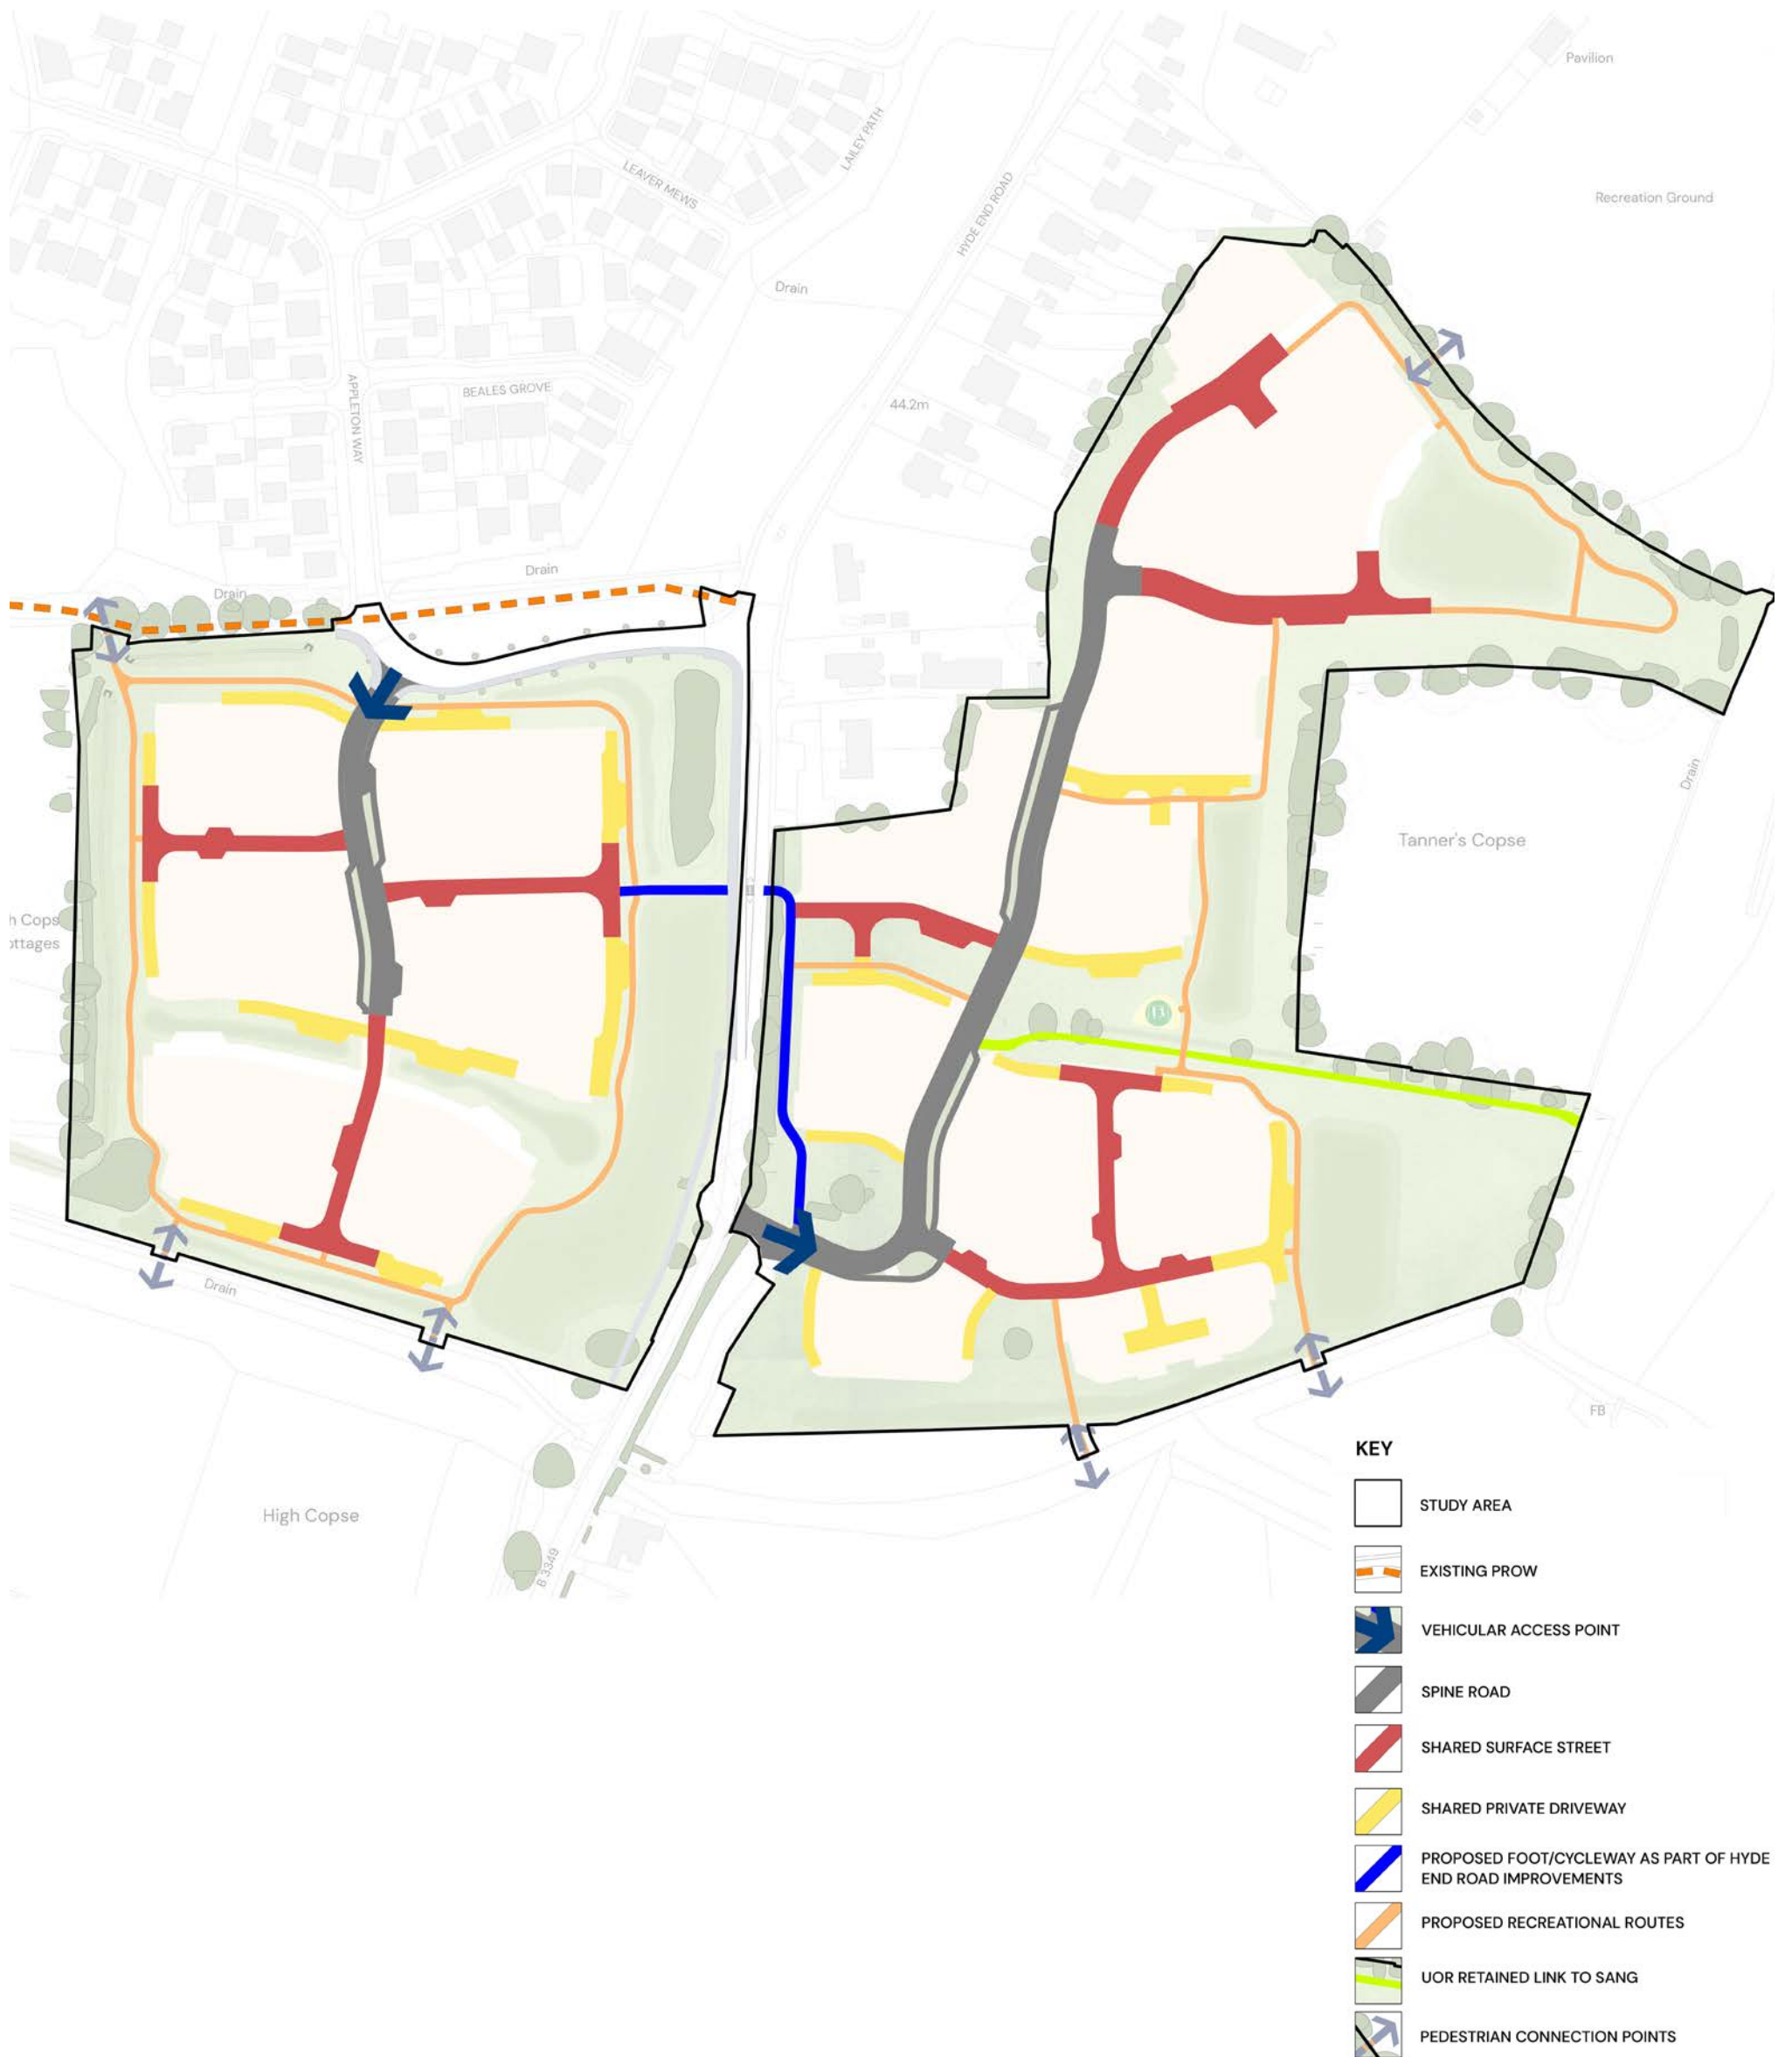 Pavilion
Recreation Ground
LAILEY PATH
LEAVER MEWS
HYDE END ROAD
Drain
APPLETON WAY
BEALES GROVE
44.2m
Drain
Drain
Drain
Tanner's Copse
h Cops
ottages
Drain
FB
High Copse
B 3349
KEY
STUDY AREA
EXISTING PROW
VEHICULAR ACCESS POINT
SPINE ROAD
SHARED SURFACE STREET
SHARED PRIVATE DRIVEWAY
PROPOSED FOOT/CYCLEWAY AS PART OF HYDE
END ROAD IMPROVEMENTS
PROPOSED RECREATIONAL ROUTES
UOR RETAINED LINK TO SANG
PEDESTRIAN CONNECTION POINTS